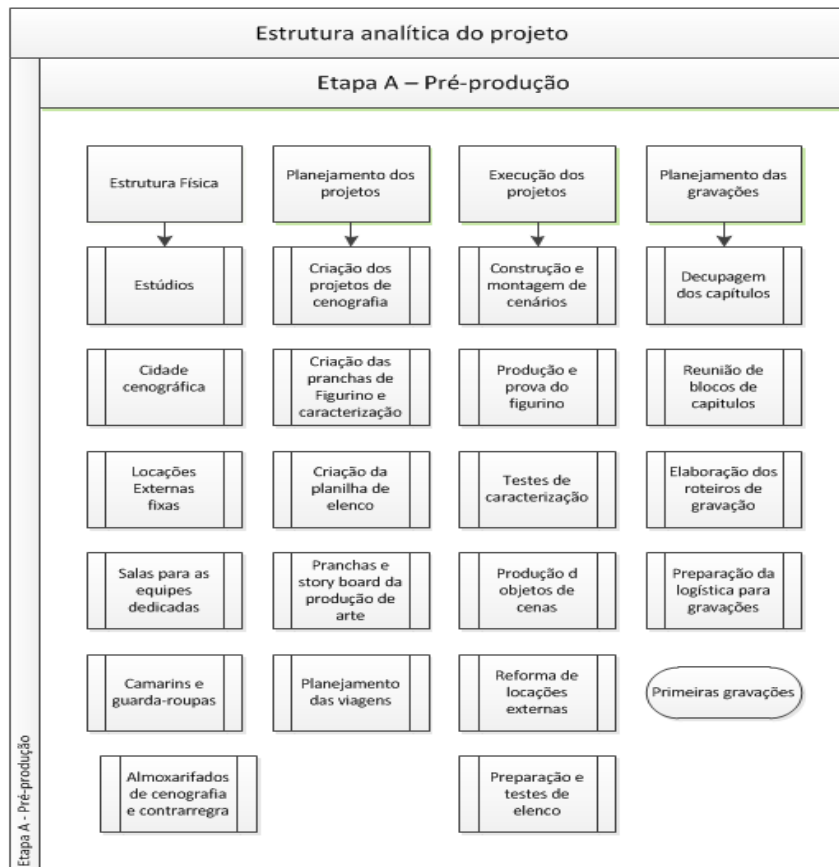 Estrutura analítica do projeto
Etapa A – Pré-produção
Estrutura Física
Planejamento dos
projetos
Execução dos
projetos
Planejamento das
gravações
Estúdios
Criação dos
projetos de
cenografia
Construção e
montagem de
cenários
Decupagem
dos capítulos
Cidade
cenográfica
Criação das
pranchas de
Figurino e
caracterização
Produção e
prova do
figurino
Reunião de
blocos de
capitulos
Locações
Externas
fixas
Criação da
planilha de
elenco
Testes de
caracterização
Elaboração dos
roteiros de
gravação
Salas para as
equipes
dedicadas
Pranchas e
story board da
produção de
arte
Produção d
objetos de
cenas
Preparação da
logística para
gravações
Camarins e
guarda-roupas
Planejamento
das viagens
Reforma de
locações
externas
Primeiras gravações
Almoxarifados
de cenografia
e contrarregra
Preparação e
testes de
elenco
Etapa A - Pré-produção